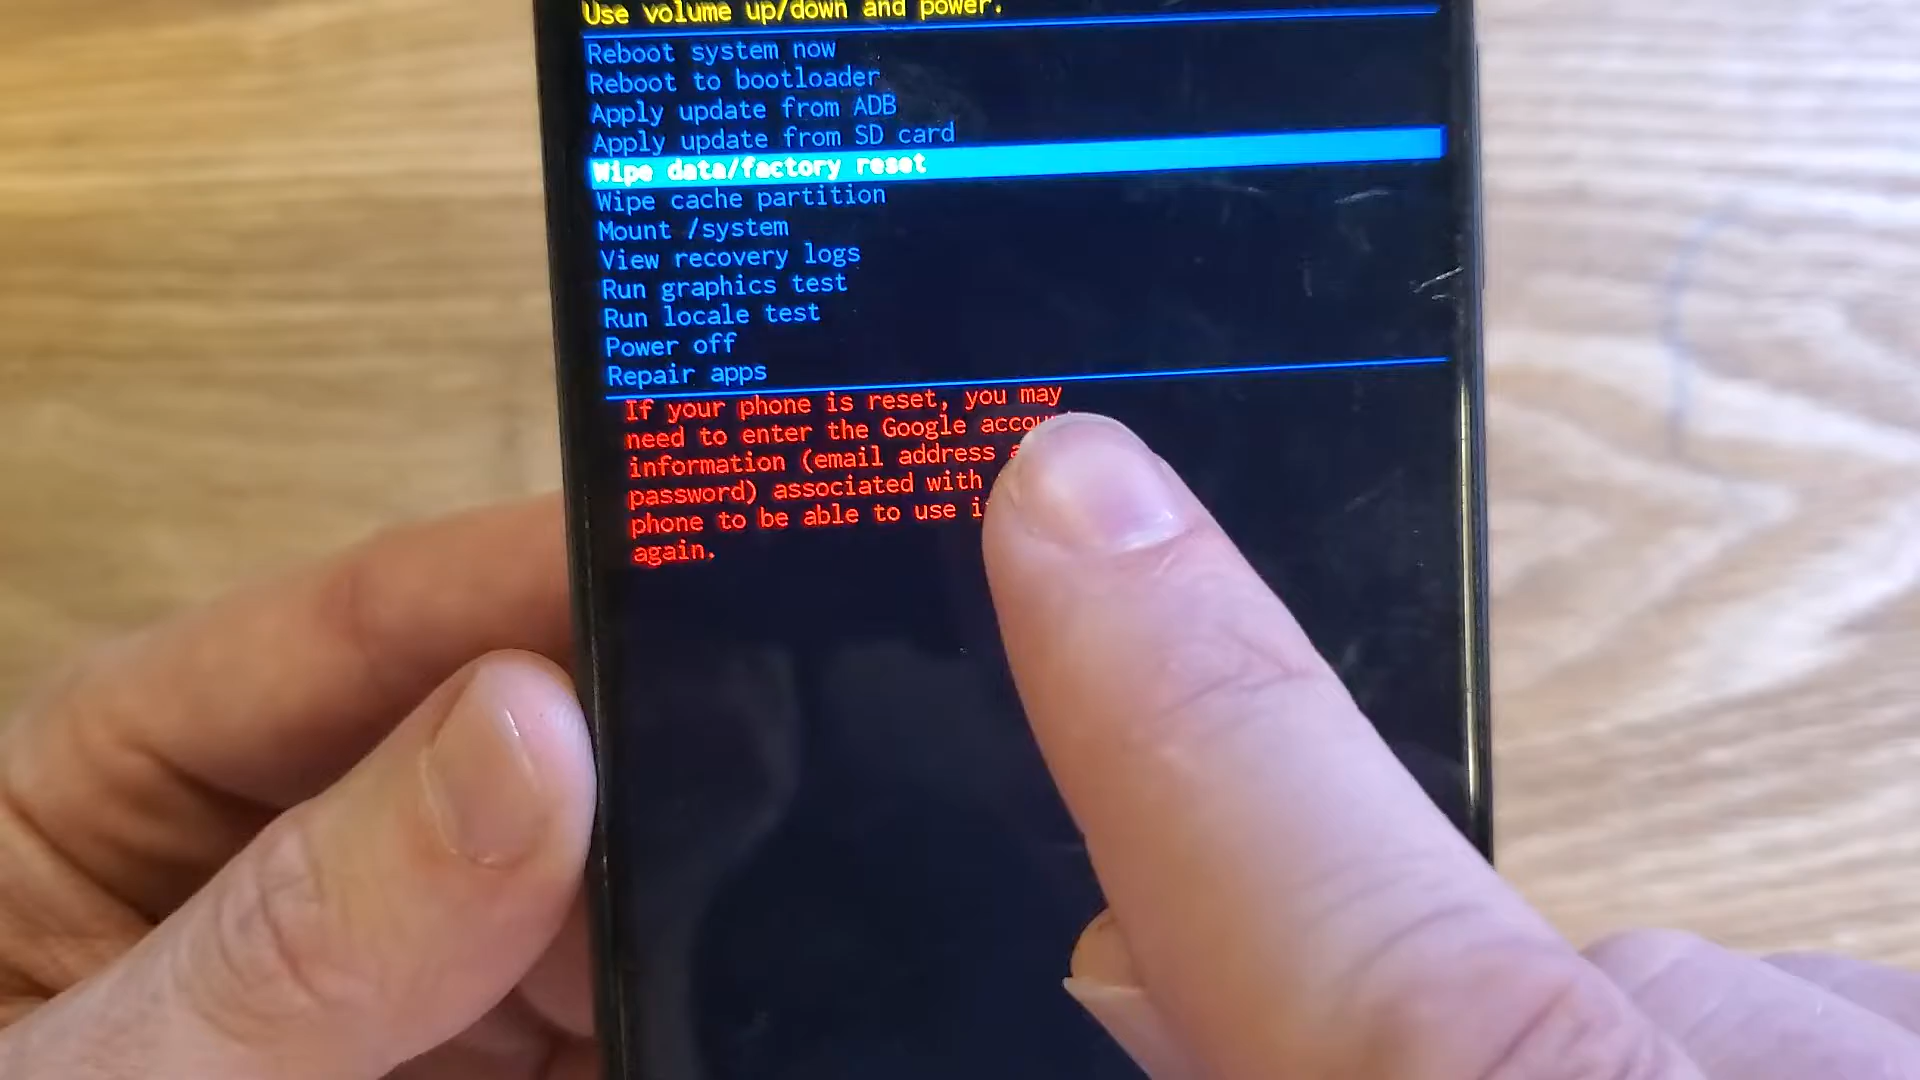 Use volume up/down and power.
Reboot system now
Reboot to bootloader
Apply update from ADB
Apply update from SD card
Wipe data/factory reset
Wipe cache partition
Mount /system
View recovery logs
Run graphics test
Run locale test
Power off
Repair apps
If your phone is reset, you may
need to enter the Google
information (email address
password) associated with
phone to be able to use
again.